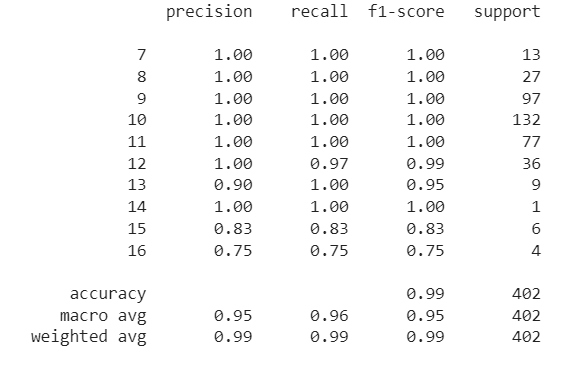 precision recall f1-score support
7 1.00 1.00 1.00 13
8 1.00 1.00 1.00 27
9 1.00 1.00 1.00 97
10 1.00 1.00 1.00 132
11 1.00 1.00 1.00 77
12 1.00 0.97 0.99 36
13 0.90 1.00 0.95 9
14 1.00 1.00 1.00 1
15 0.83 0.83 0.83 6
16 0.75 0.75 0.75 4
accuracy 0.99 402
macro avg 0.95 0.96 0.95 402
weighted avg 0.99 0.99 0.99 402